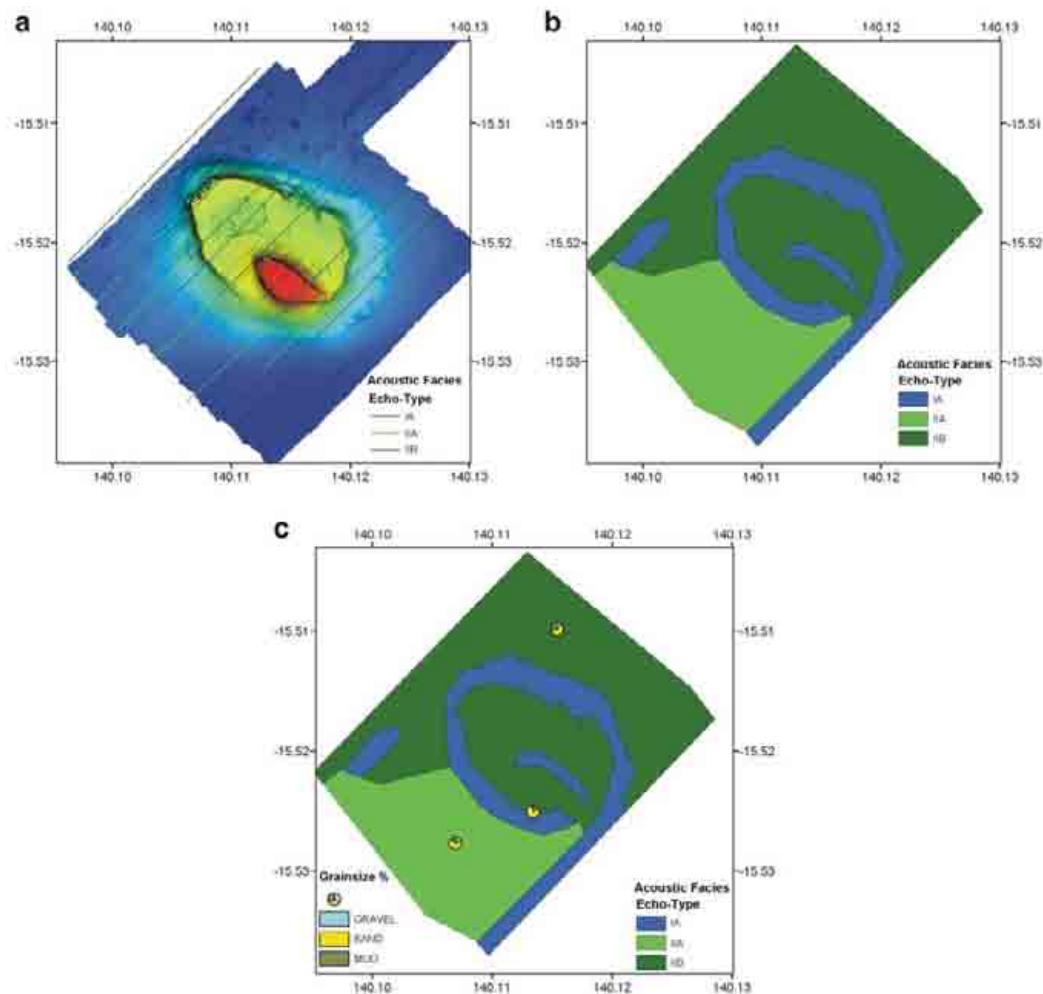 a
140.10 140.11 140.12 140.13
-15.51 -15.51
-15.52 -15.52
-15.53 -15.53
Acoustic Facies
Echo-Type
IA
IIA
IIB
140.10 140.11 140.12 140.13
b
140.10 140.11 140.12 140.13
-15.51 -15.51
-15.52 -15.52
-15.53 -15.53
Acoustic Facies
Echo-Type
IA
IIA
IIB
140.10 140.11 140.12 140.13
c
140.10 140.11 140.12 140.13
-15.51 -15.51
-15.52 -15.52
-15.53 -15.53
Grainsize %
GRAVEL
SAND
MUD
Acoustic Facies
Echo-Type
IA
IIA
IIB
140.10 140.11 140.12 140.13